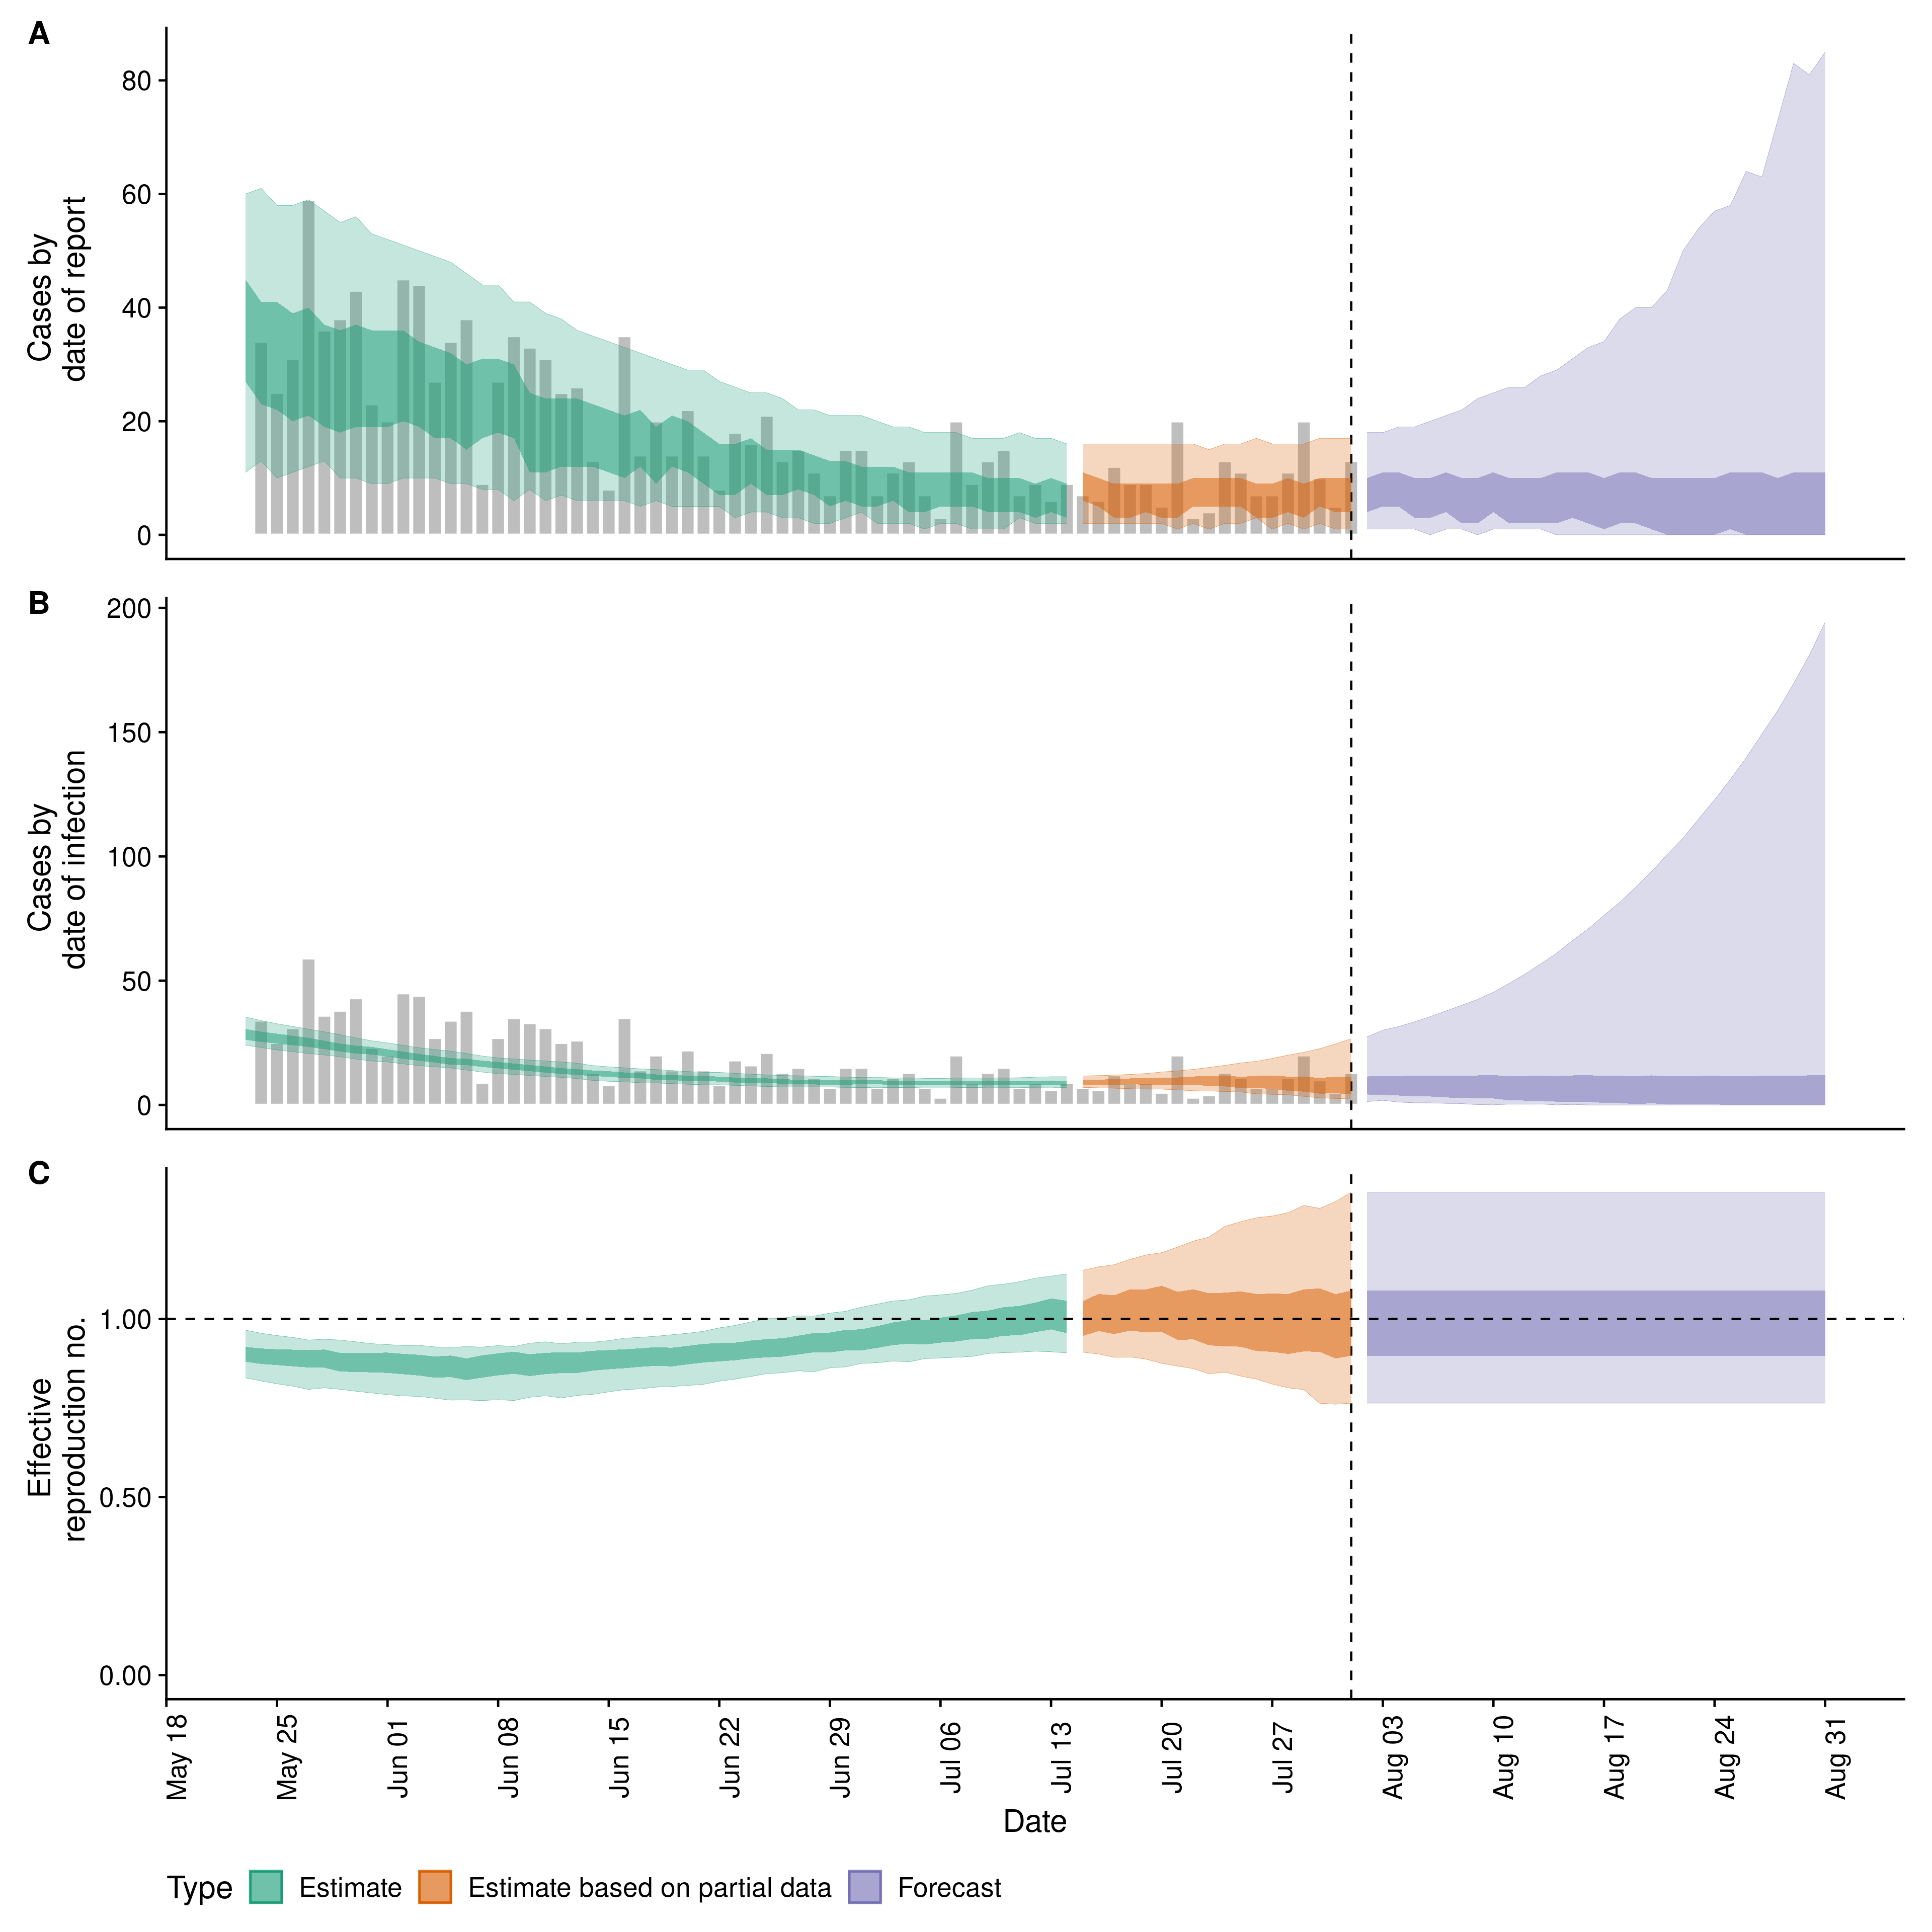 A
80
60
40
20
0
Cases by
date of report
B
200
150
100
50
0
Cases by
date of infection
C
1.00
0.50
0.00
Effective
reproduction no.
May 18
May 25
Jun 01
Jun 08
Jun 15
Jun 22
Jun 29
Jul 06
Jul 13
Jul 20
Jul 27
Aug 03
Aug 10
Aug 17
Aug 24
Aug 31
Date
Type Estimate Estimate based on partial data Forecast